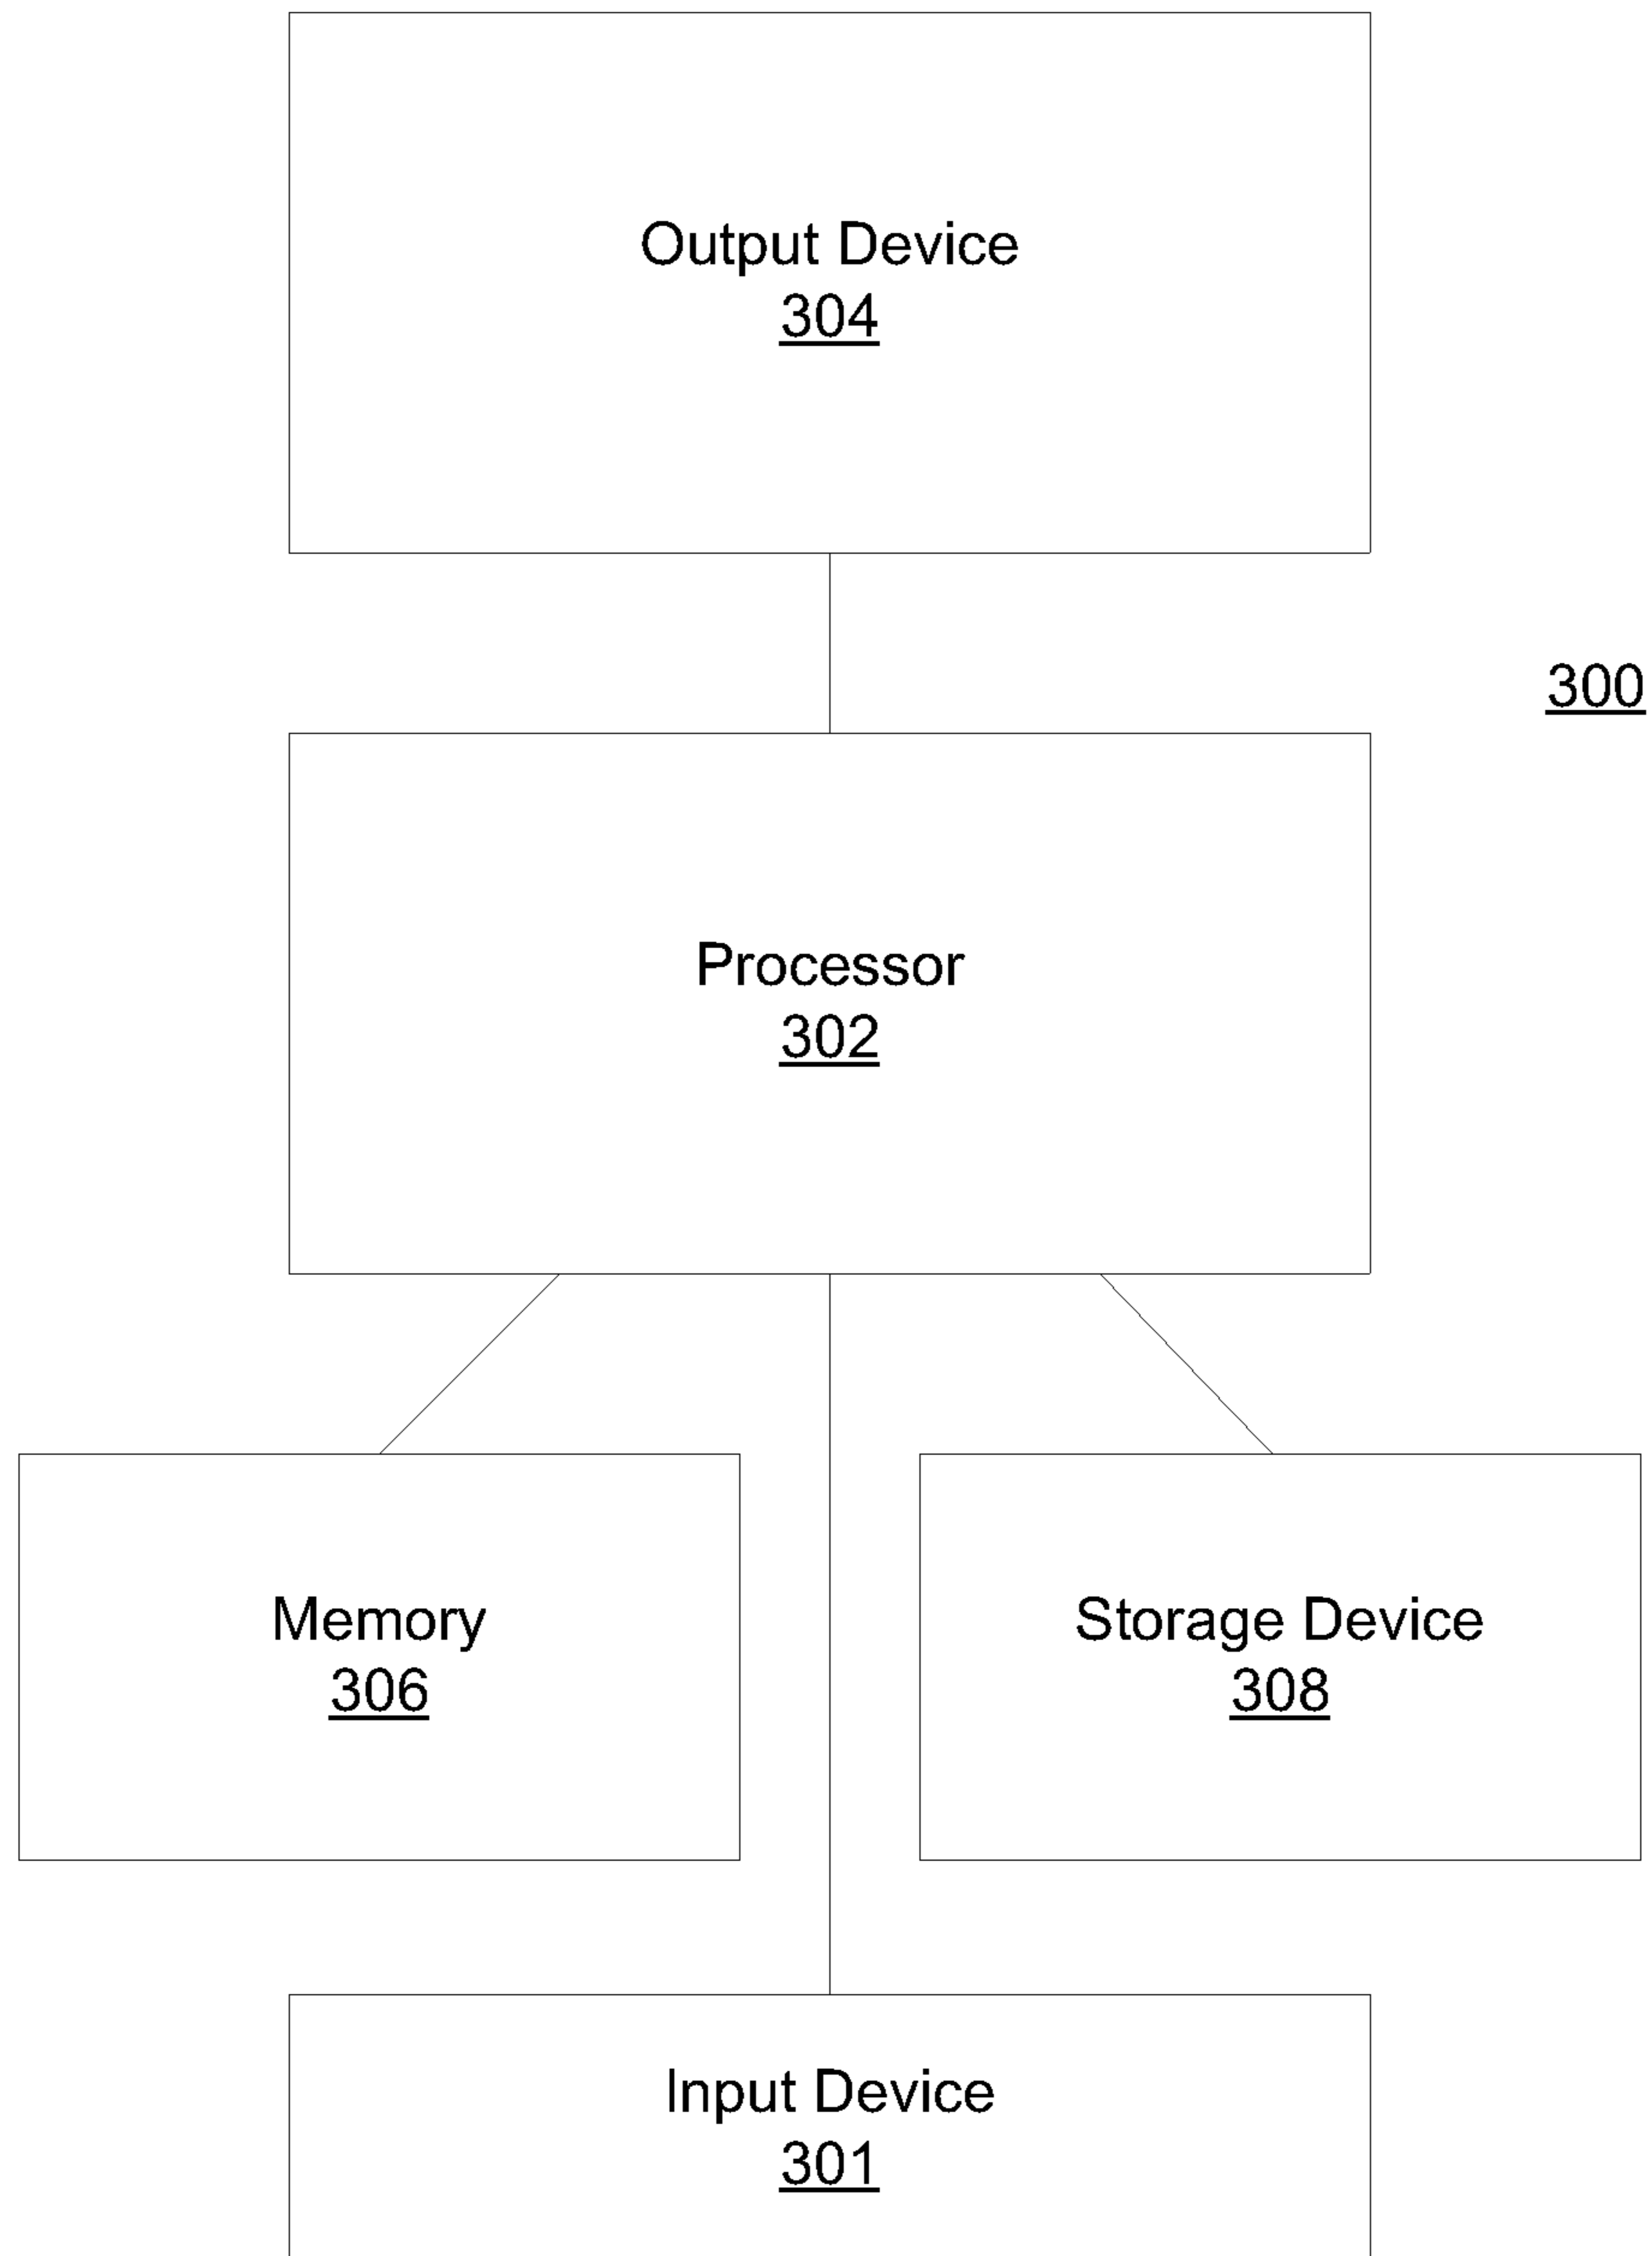 Output Device
304
300
Processor
302
Memory
306
Storage Device
308
Input Device
301